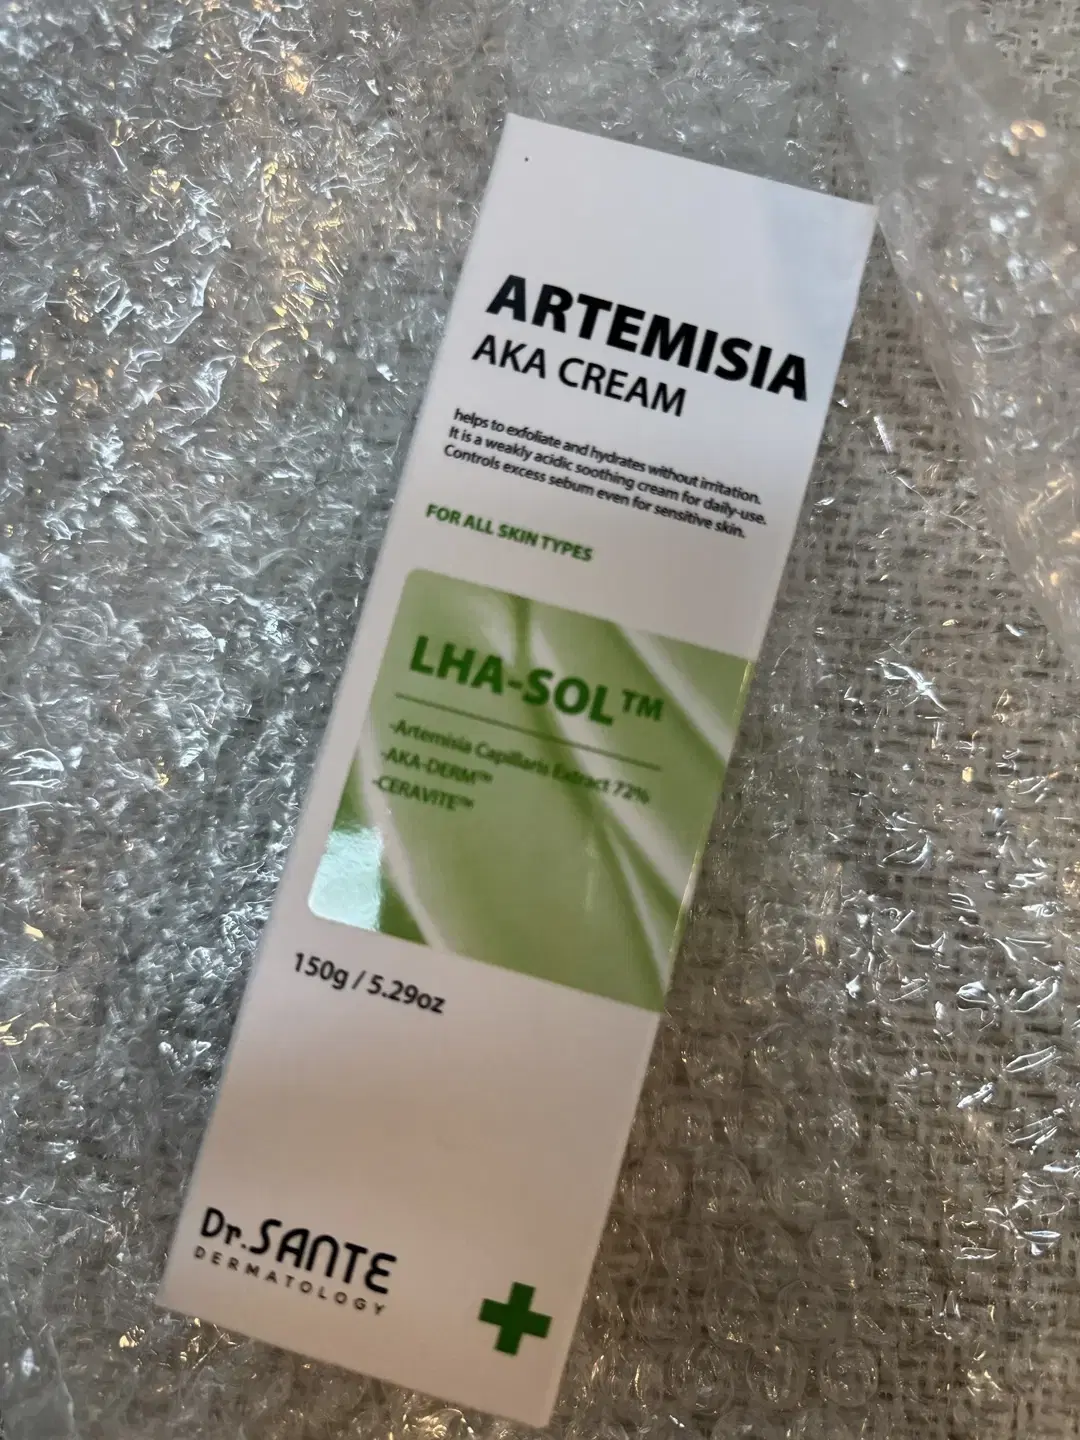 ARTEMISIA
AKA CREAM
helps to exfoliate and hydrates without irritation.
It is a weakly acidic soothing cream for daily-use.
Controls excess sebum even for sensitive skin.
FOR ALL SKIN TYPES
LHA-SOL™
-Artemisia Capillaris Extract 72%
-AKA-DERM™
-CERAVITE™
150g / 5.29oz
Dr.SANTE
DERMATOLOGY